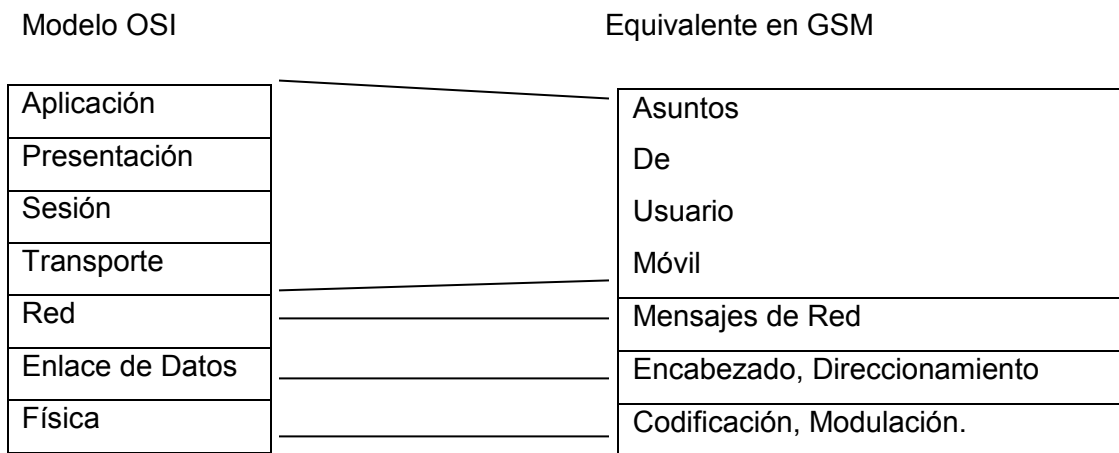 Modelo OSI
Equivalente en GSM
Aplicación
Presentación
Sesión
Transporte
Red
Enlace de Datos
Física
Asuntos
De
Usuario
Móvil
Mensajes de Red
Encabezado, Direccionamiento
Codificación, Modulación.